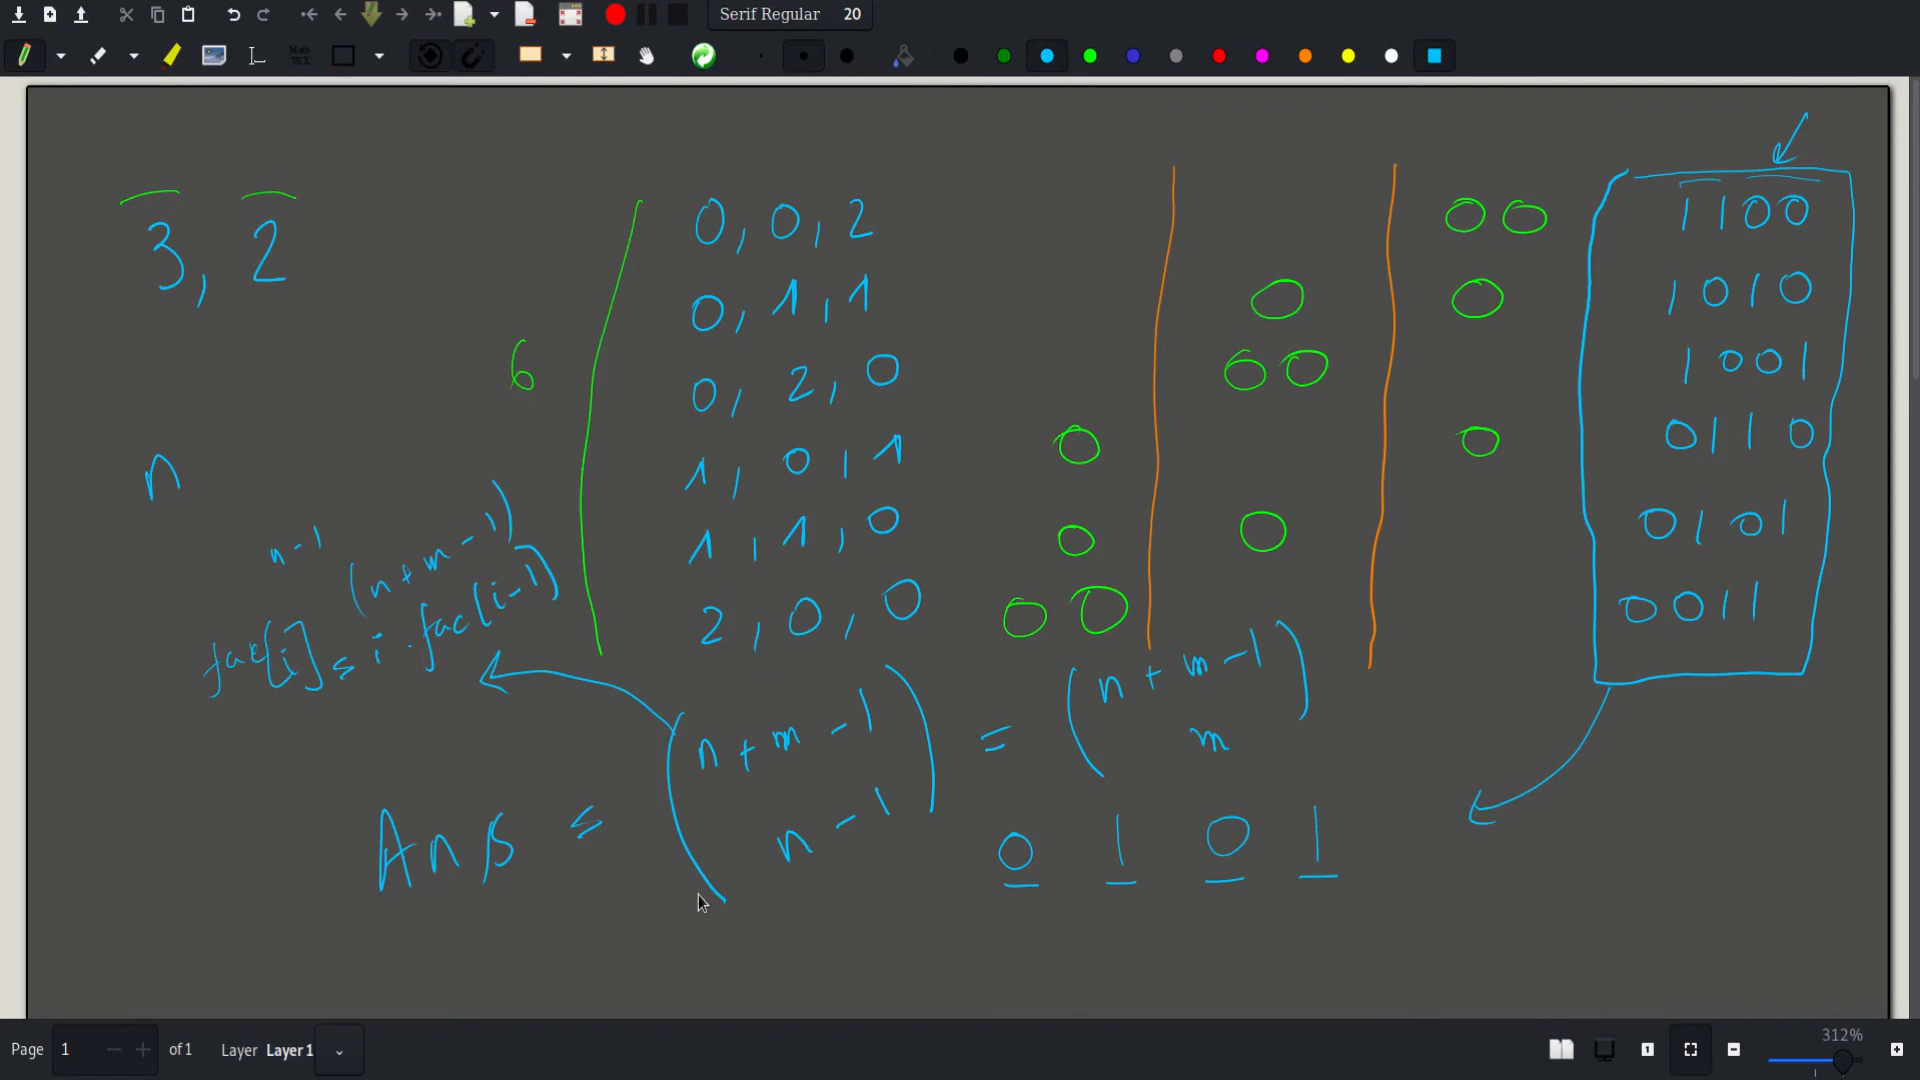 Serif Regular 20
Math
TEX
3, 2
0, 0, 2
1100
0, 1, 1
1010
6
0, 2, 0
1001
n
1, 0, 1
0110
1, 1, 0
0101
2, 0, 0
0011
n-1
(n+m-1)
fac[i] = i · fac(i-1)
Ans =
(n+m-1
n-1)
=
(n+m-1)
m
0 1 0 1
Page 1 of 1 Layer Layer 1
312%